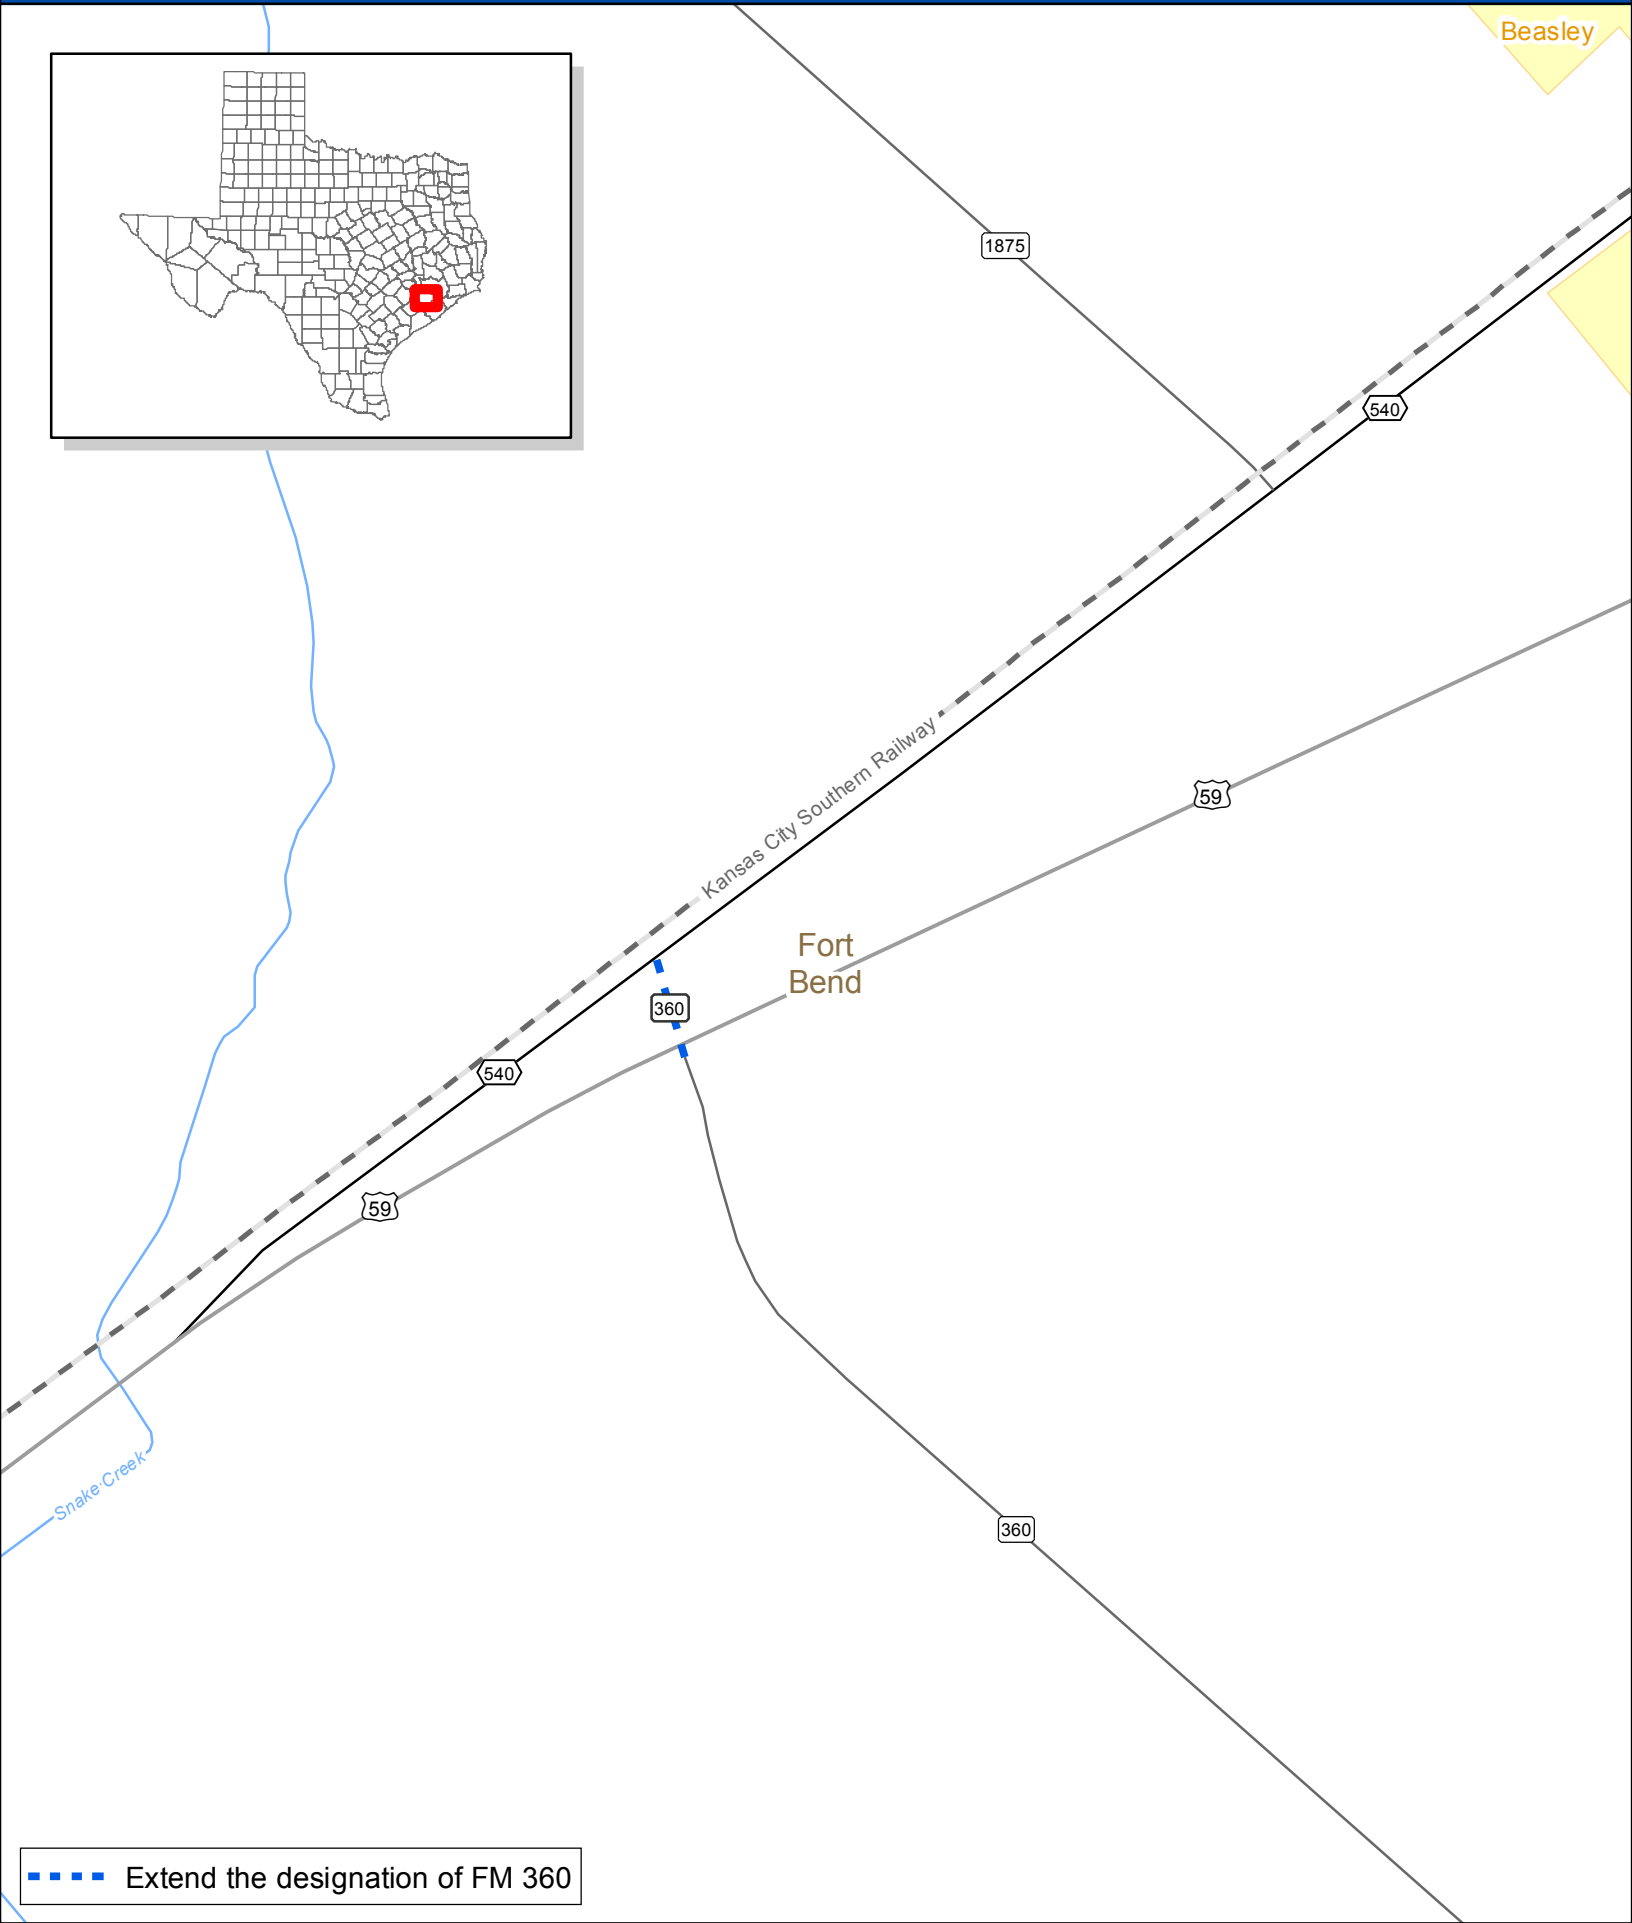 Beasley
1875
540
Kansas City Southern Railway
59
Fort
Bend
360
540
59
Snake Creek
360
Extend the designation of FM 360